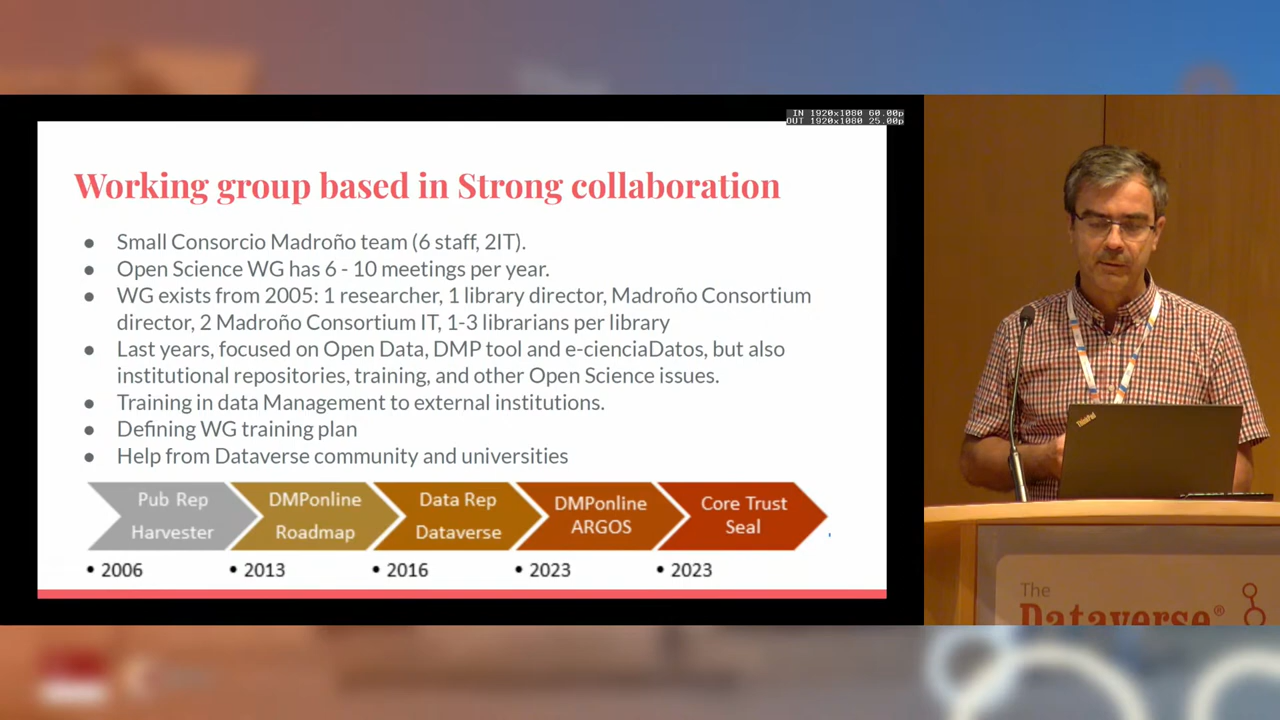 IN 1920x1080 60.00p
OUT 1920x1080 25.00p
Working group based in Strong collaboration
● Small Consorcio Madroño team (6 staff, 2IT).
● Open Science WG has 6 - 10 meetings per year.
● WG exists from 2005: 1 researcher, 1 library director, Madroño Consortium
director, 2 Madroño Consortium IT, 1-3 librarians per library
● Last years, focused on Open Data, DMP tool and e-cienciaDatos, but also
institutional repositories, training, and other Open Science issues.
● Training in data Management to external institutions.
● Defining WG training plan
● Help from Dataverse community and universities
Pub Rep
Harvester
DMPonline
Roadmap
Data Rep
Dataverse
DMPonline
ARGOS
Core Trust
Seal
• 2006
• 2013
• 2016
• 2023
• 2023
ThinkPad
The
Dataverse®